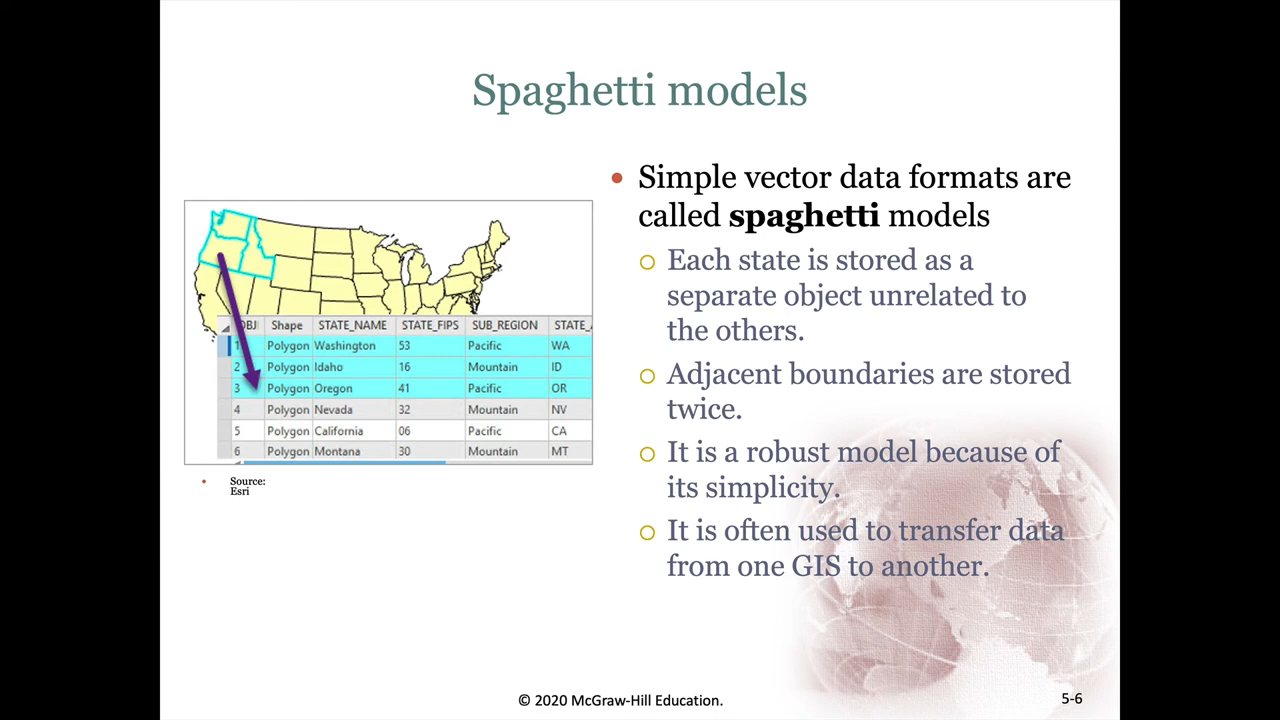 Spaghetti models
Simple vector data formats are
called spaghetti models
Each state is stored as a
separate object unrelated to
the others.
Adjacent boundaries are stored
twice.
It is a robust model because of
its simplicity.
It is often used to transfer data
from one GIS to another.
OBJ Shape STATE_NAME STATE_FIPS SUB_REGION STATE_A
1 Polygon Washington 53 Pacific WA
2 Polygon Idaho 16 Mountain ID
3 Polygon Oregon 41 Pacific OR
4 Polygon Nevada 32 Mountain NV
5 Polygon California 06 Pacific CA
6 Polygon Montana 30 Mountain MT
Source:
Esri
© 2020 McGraw-Hill Education.
5-6